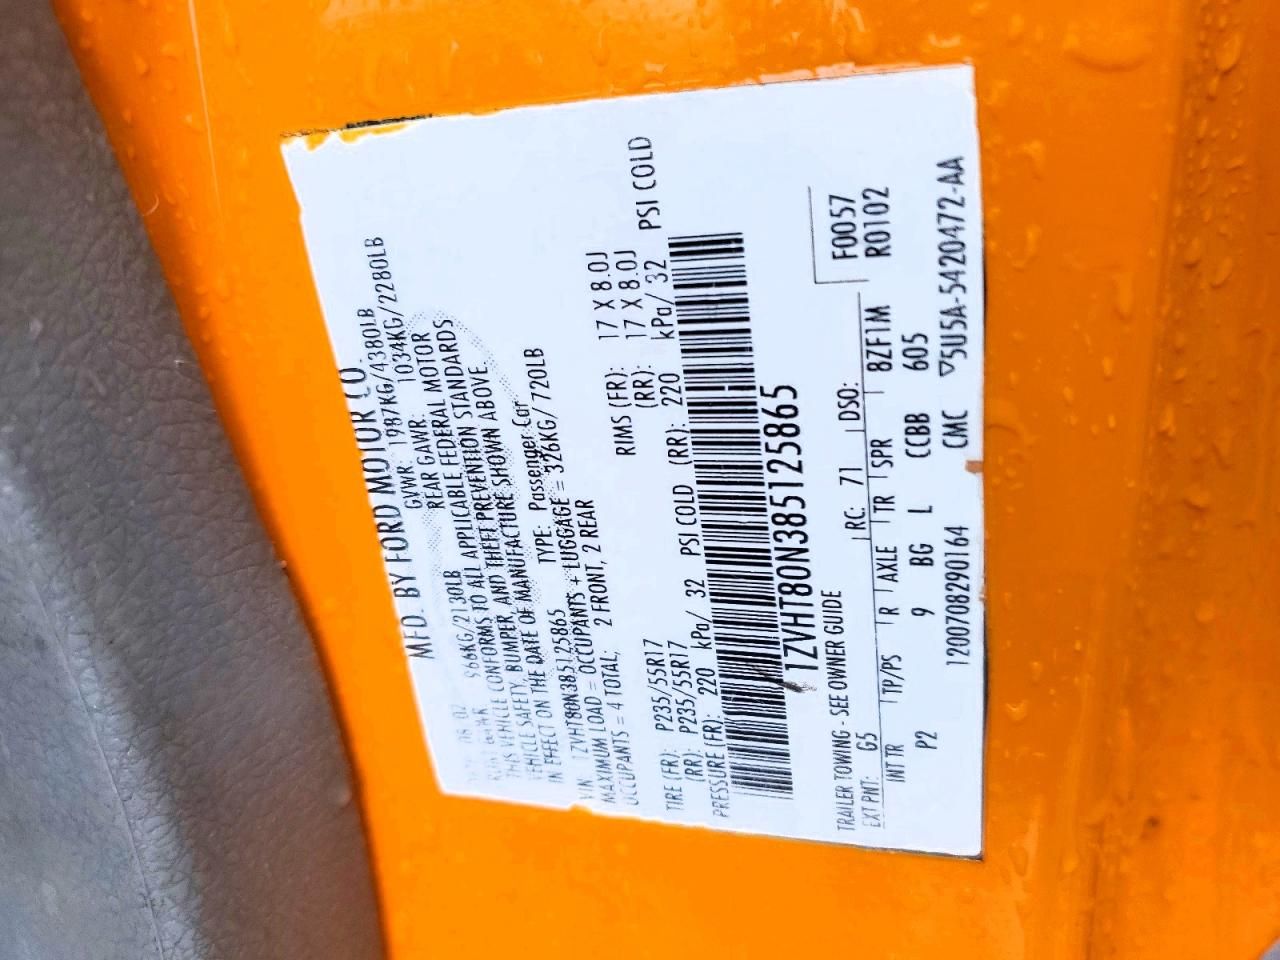 MFD. BY FORD MOTOR CO.
08 02 GVWR: 1987KG/4380LB
966KG/2130LB REAR GAWR: 1034KG/2280LB
THIS VEHICLE CONFORMS TO ALL APPLICABLE FEDERAL MOTOR
VEHICLE SAFETY, BUMPER, AND THEFT PREVENTION STANDARDS
IN EFFECT ON THE DATE OF MANUFACTURE SHOWN ABOVE
VIN 1ZVHT80N385125865 TYPE: Passenger Car
MAXIMUM LOAD = OCCUPANTS + LUGGAGE = 326KG/720LB
OCCUPANTS = 4 TOTAL, 2 FRONT, 2 REAR
TIRE (FR): P235/55R17 RIMS (FR): 17 X 8.0J
(RR): P235/55R17 (RR): 17 X 8.0J
PRESSURE (FR): 220 kPa/ 32 PSI COLD (RR): 220 kPa/ 32 PSI COLD
1ZVHT80N385125865
TRAILER TOWING - SEE OWNER GUIDE
F0057
EXT PNT: G5 RC: 71 DSO: R0102
INT TR TP/PS R AXLE TR SPR 8ZF1M
P2 9 BG L CCBB 605
1200708290164 CMC ▽5U5A-5420472-AA